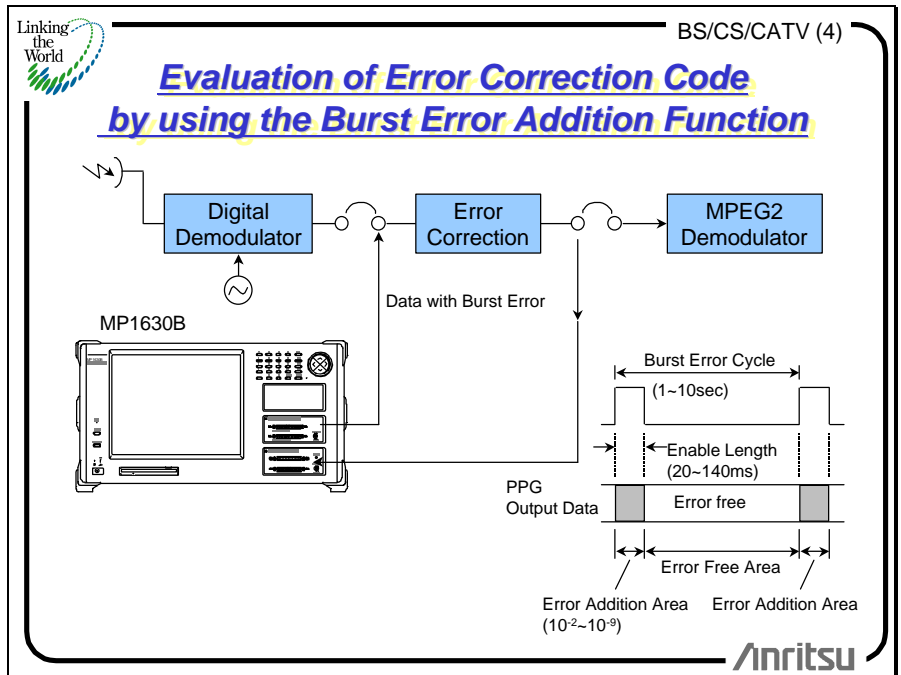 Linking
the
World
BS/CS/CATV (4)
Evaluation of Error Correction Code
by using the Burst Error Addition Function
Digital
Demodulator
Error
Correction
MPEG2
Demodulator
Data with Burst Error
MP1630B
Burst Error Cycle
(1~10sec)
Enable Length
(20~140ms)
PPG
Output Data
Error free
Error Free Area
Error Addition Area
(10-2~10-9)
Error Addition Area
Anritsu